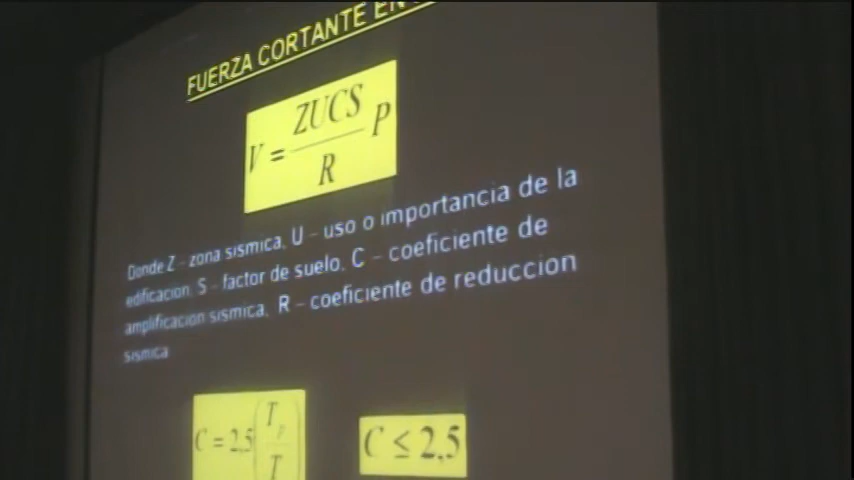 FUERZA CORTANTE EN
V = ZUCS / R P
Donde Z – zona sismica, U – uso o importancia de la
edificacion, S – factor de suelo, C – coeficiente de
amplificacion sismica, R – coeficiente de reduccion
sismica
C = 2,5 (Tp / T)
C ≤ 2,5